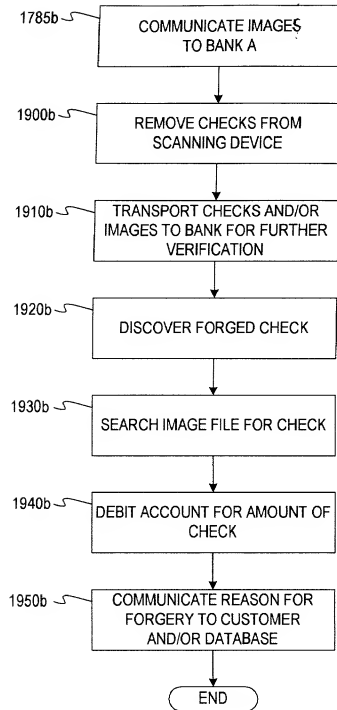 1785b
COMMUNICATE IMAGES
TO BANK A
1900b
REMOVE CHECKS FROM
SCANNING DEVICE
1910b
TRANSPORT CHECKS AND/OR
IMAGES TO BANK FOR FURTHER
VERIFICATION
1920b
DISCOVER FORGED CHECK
1930b
SEARCH IMAGE FILE FOR CHECK
1940b
DEBIT ACCOUNT FOR AMOUNT OF
CHECK
1950b
COMMUNICATE REASON FOR
FORGERY TO CUSTOMER
AND/OR DATABASE
END